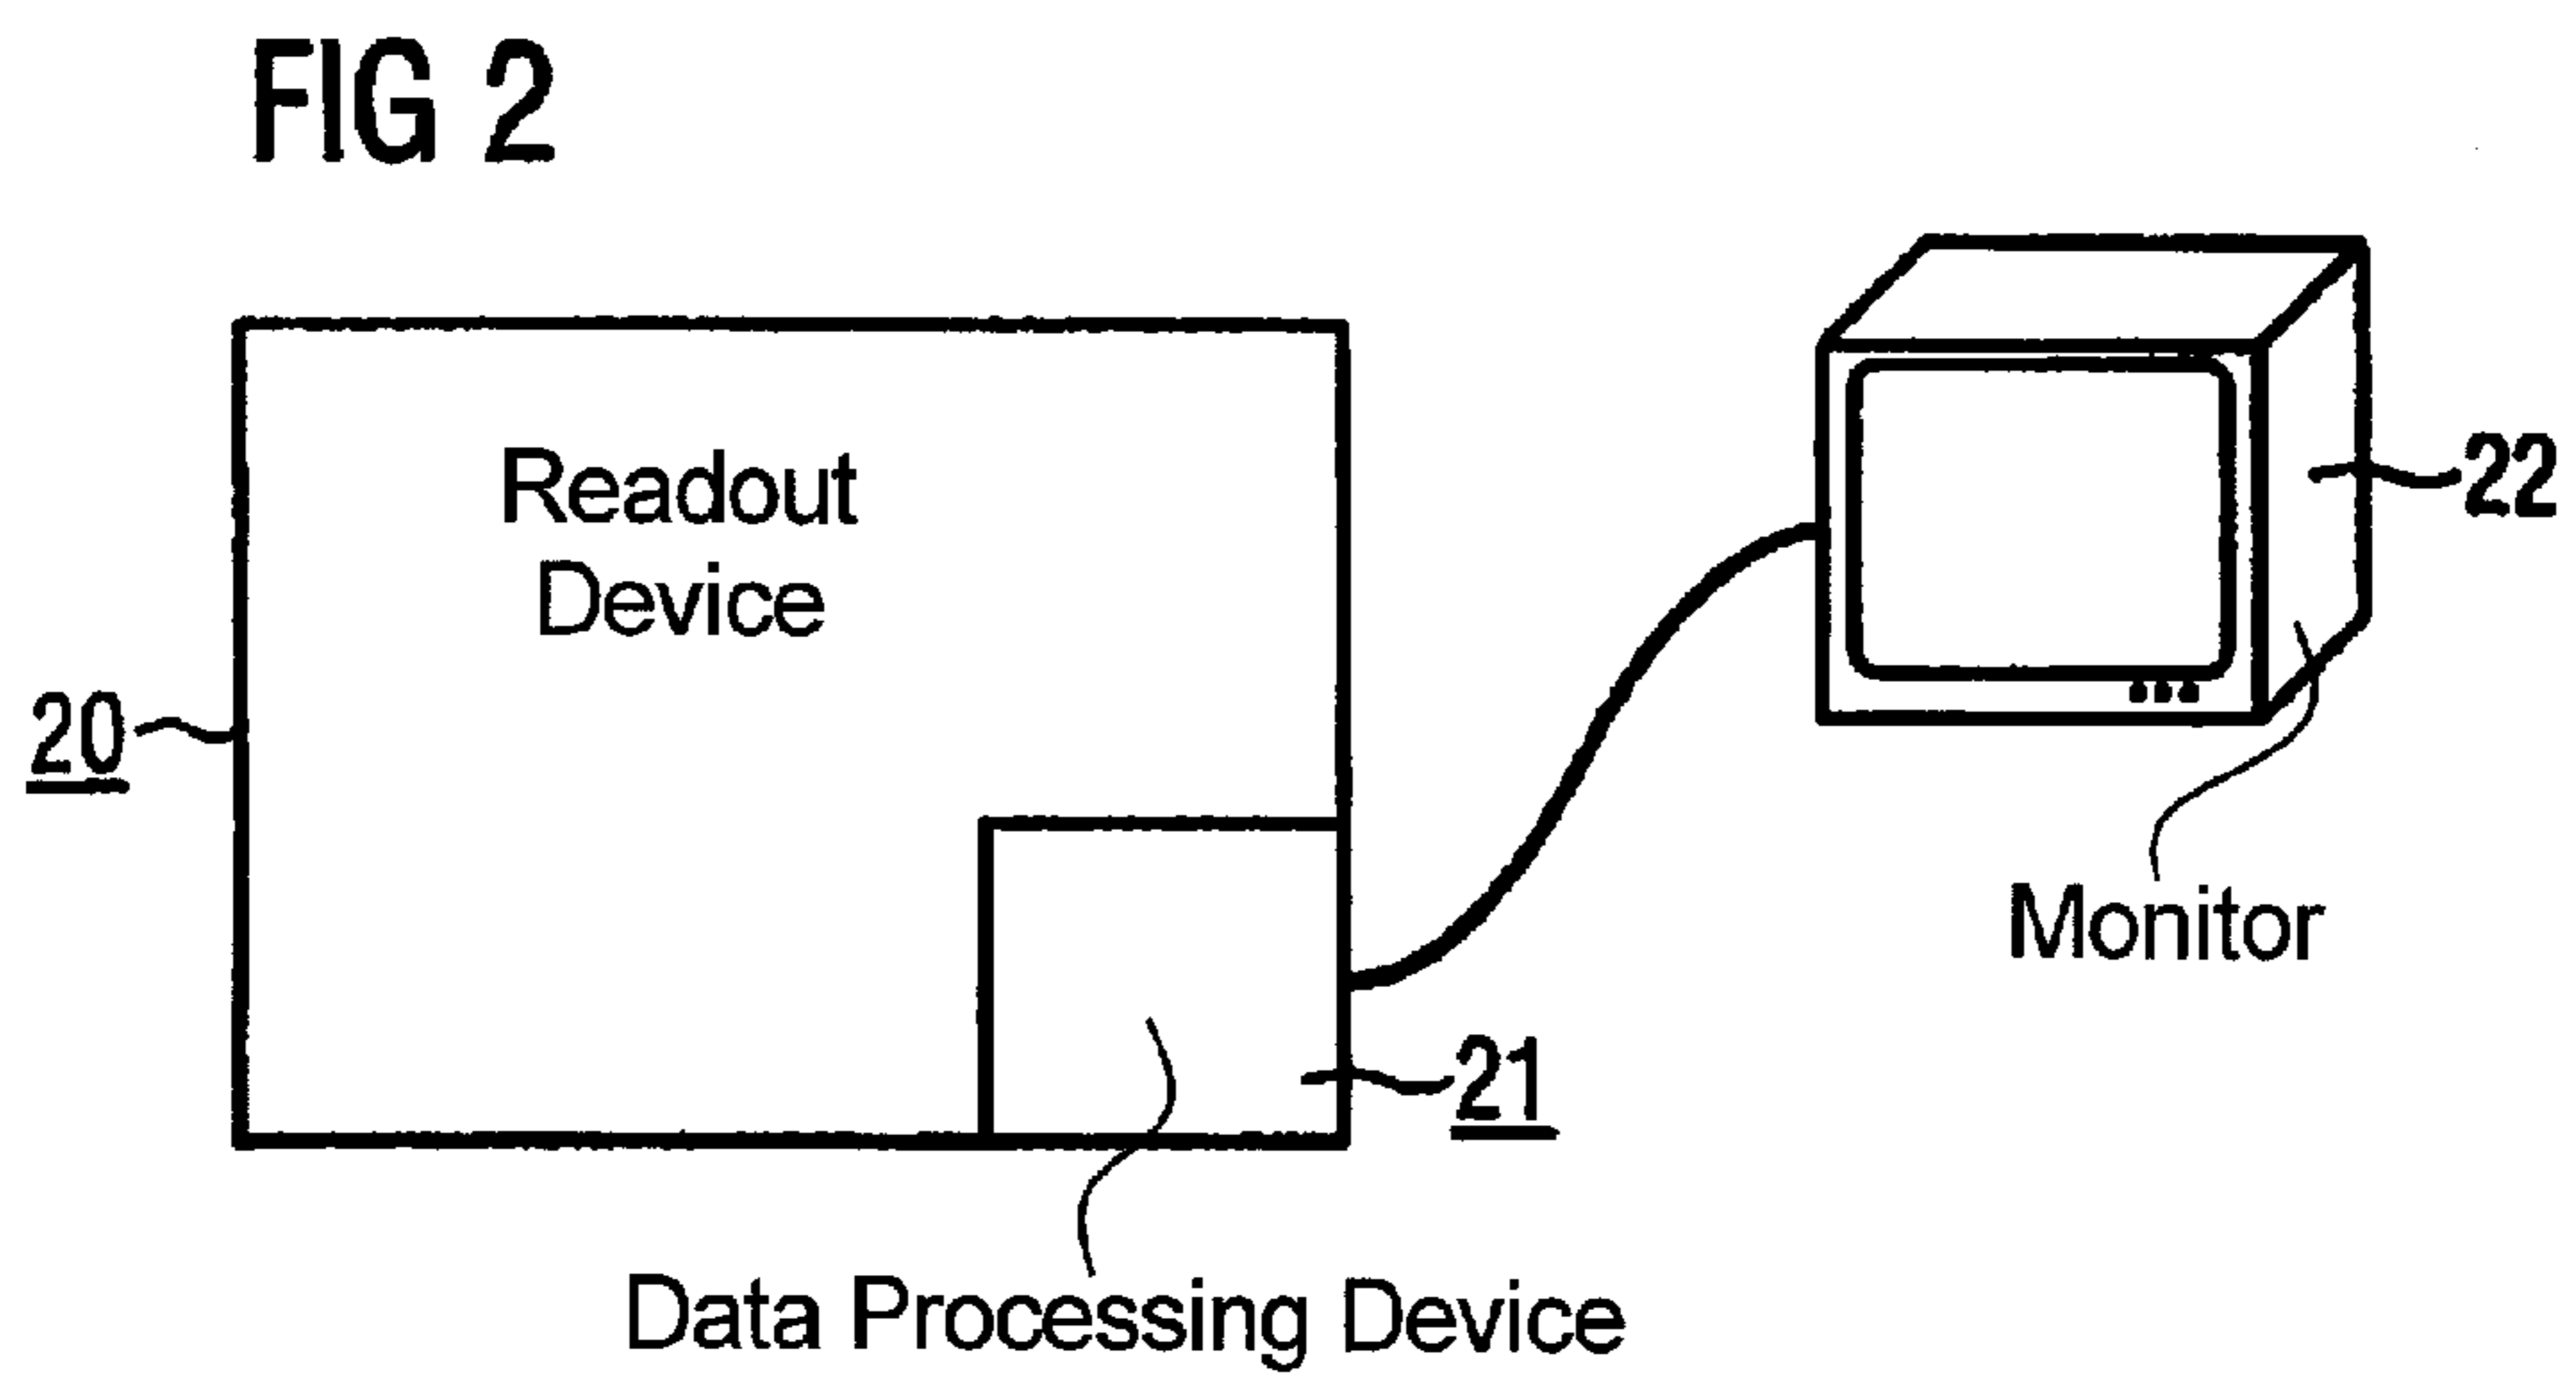 FIG 2
Readout
Device
22
20
Monitor
21
Data Processing Device